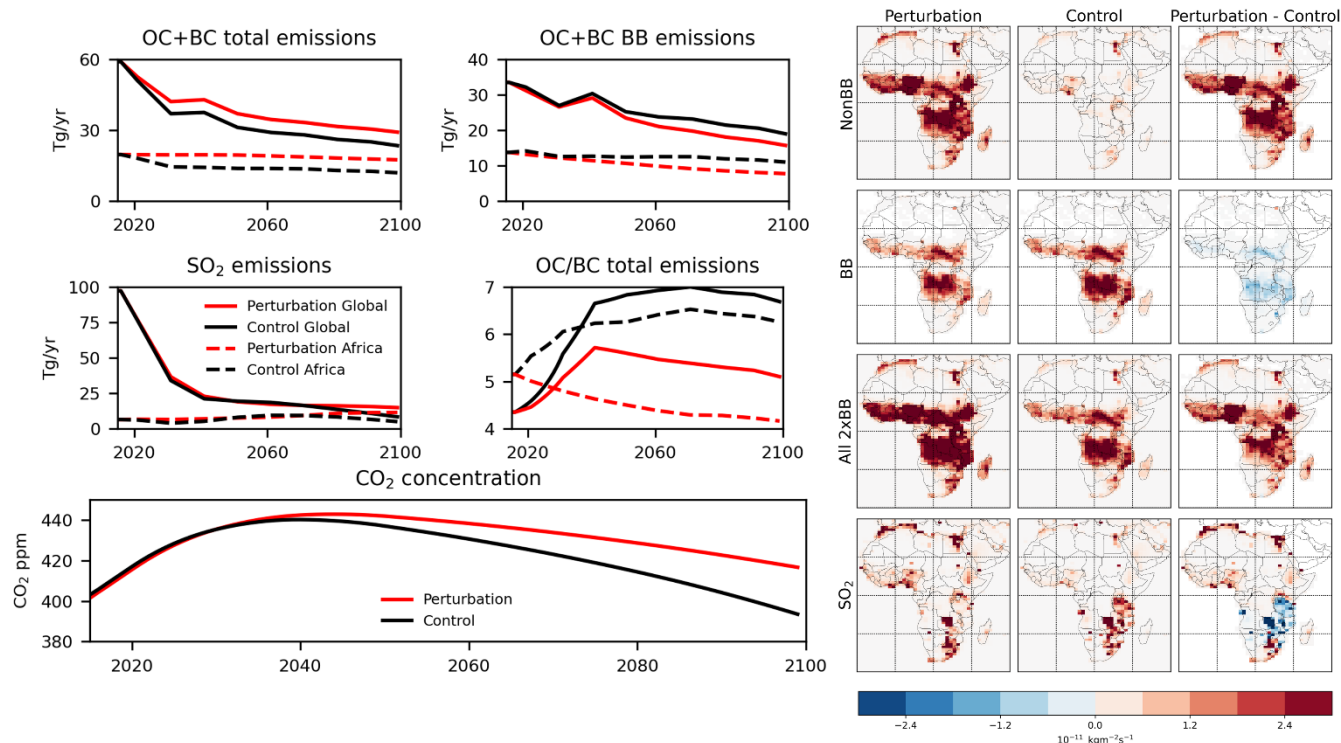 OC+BC total emissions
60
30
0
Tg/yr
2020
2060
2100
OC+BC BB emissions
40
30
20
10
0
Tg/yr
2020
2060
2100
SO₂ emissions
100
75
50
25
0
Tg/yr
Perturbation Global
Control Global
Perturbation Africa
Control Africa
2020
2060
2100
OC/BC total emissions
7
6
5
4
2020
2060
2100
CO₂ concentration
440
420
400
380
CO₂ ppm
Perturbation
Control
2020
2040
2060
2080
2100
Perturbation
Control
Perturbation - Control
NonBB
BB
All 2xBB
SO₂
−2.4
−1.2
0.0
1.2
2.4
10⁻¹¹ kgm⁻²s⁻¹